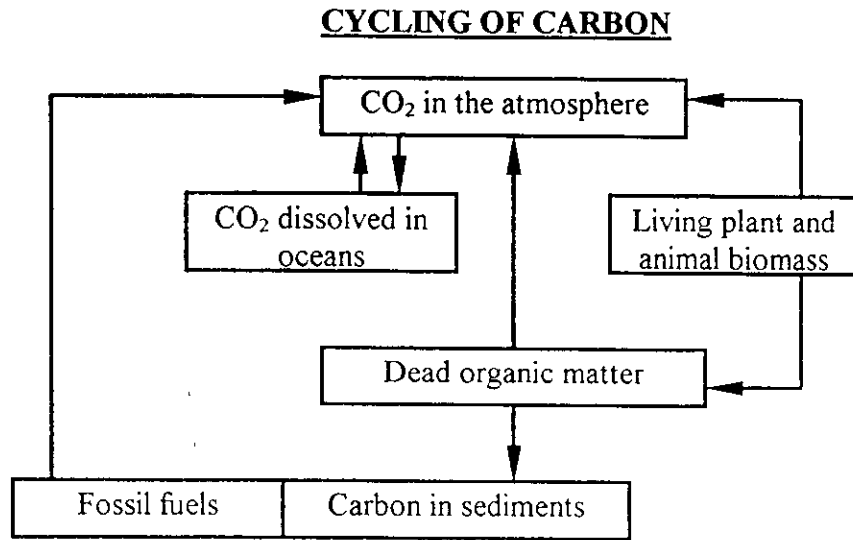 CYCLING OF CARBON
CO₂ in the atmosphere
CO₂ dissolved in
oceans
Living plant and
animal biomass
Dead organic matter
Fossil fuels
Carbon in sediments